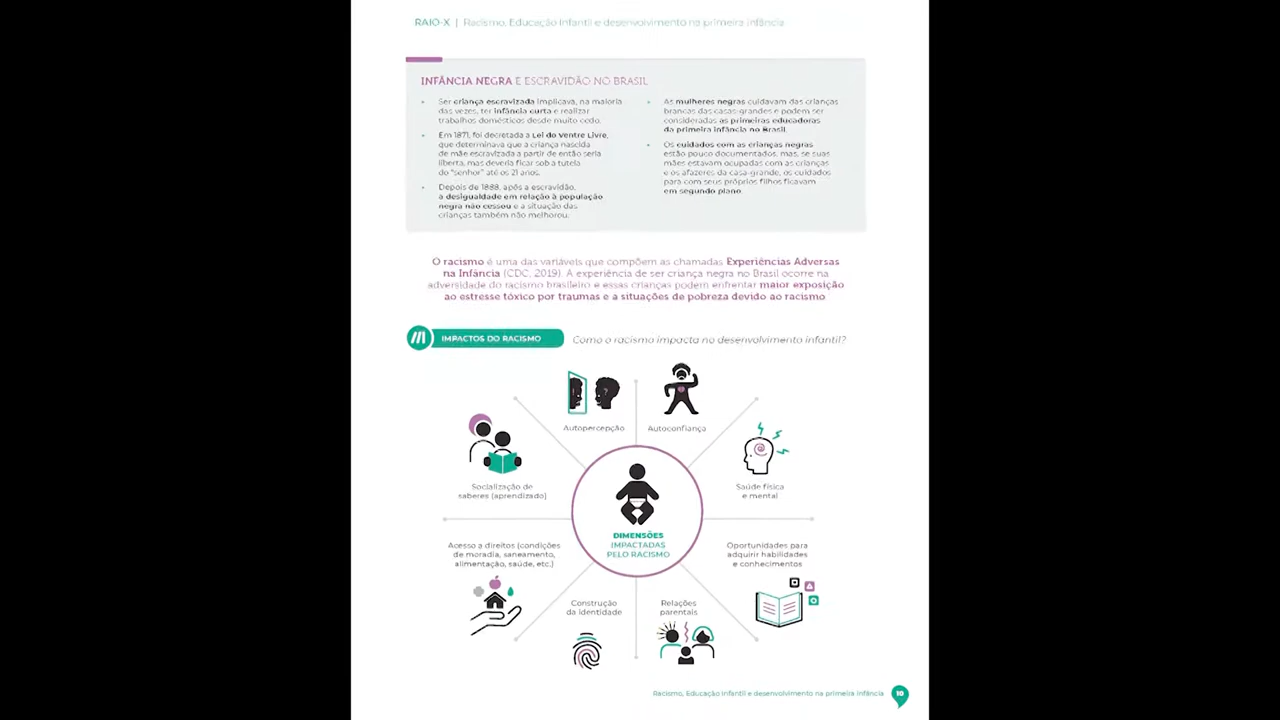 RAIO-X | Racismo, Educação Infantil e desenvolvimento na primeira infância
INFÂNCIA NEGRA E ESCRAVIDÃO NO BRASIL
• Ser criança escravizada implicava, na maioria
das vezes, ter infância curta e realizar
trabalhos domésticos desde muito cedo.
• Em 1871, foi decretada a Lei do Ventre Livre,
que determinava que a criança nascida
de mãe escravizada a partir de então seria
liberta, mas deveria ficar sob a tutela
do "senhor" até os 21 anos.
• Depois de 1888, após a escravidão,
a desigualdade em relação à população
negra não cessou e a situação das
crianças também não melhorou.
• As mulheres negras cuidavam das crianças
brancas das casas-grandes e podem ser
consideradas as primeiras educadoras
da primeira infância no Brasil.
• Os cuidados com as crianças negras
estão pouco documentados, mas, se suas
mães estavam ocupadas com as crianças
e os afazeres da casa-grande, os cuidados
para com seus próprios filhos ficavam
em segundo plano.
O racismo é uma das variáveis que compõem as chamadas Experiências Adversas
na Infância (CDC, 2019). A experiência de ser criança negra no Brasil ocorre na
adversidade do racismo brasileiro e essas crianças podem enfrentar maior exposição
ao estresse tóxico por traumas e a situações de pobreza devido ao racismo
IMPACTOS DO RACISMO
Como o racismo impacta no desenvolvimento infantil?
Autopercepção
Autoconfiança
Socialização de
saberes (aprendizado)
Saúde física
e mental
DIMENSÕES
IMPACTADAS
PELO RACISMO
Acesso a direitos (condições
de moradia, saneamento,
alimentação, saúde, etc.)
Oportunidades para
adquirir habilidades
e conhecimentos
Construção
da identidade
Relações
parentais
Racismo, Educação Infantil e desenvolvimento na primeira infância
10